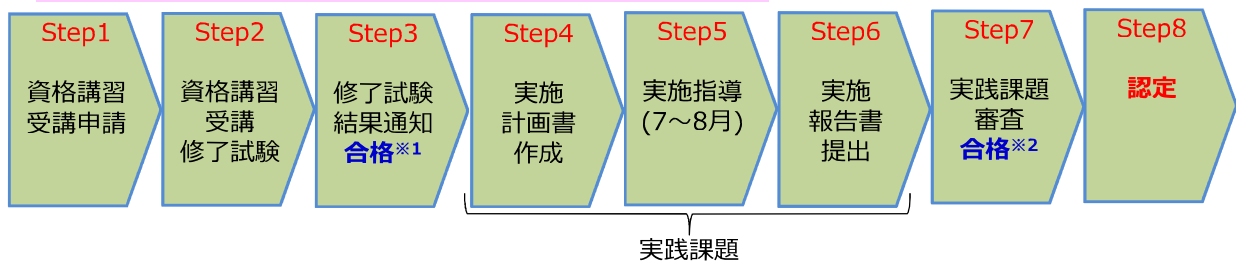 Step1
資格講習
受講申請
Step2
資格講習
受講
修了試験
Step3
修了試験
結果通知
合格※1
Step4
実施
計画書
作成
Step5
実施指導
(7～8月)
Step6
実施
報告書
提出
Step7
実践課題
審査
合格※2
Step8
認定
実践課題